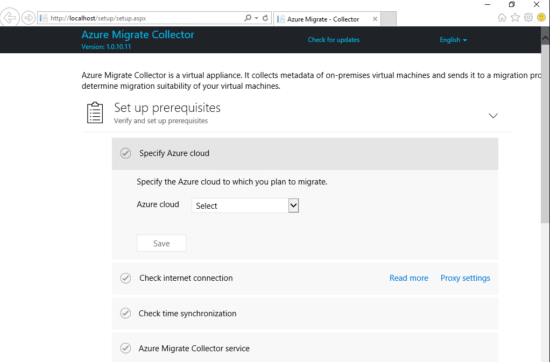 http://localhost/setup/setup.aspx
Azure Migrate - Collector
Azure Migrate Collector
Version: 1.0.10.11
Check for updates
English
Azure Migrate Collector is a virtual appliance. It collects metadata of on-premises virtual machines and sends it to a migration pro
determine migration suitability of your virtual machines.
Set up prerequisites
Verify and set up prerequisites
Specify Azure cloud
Specify the Azure cloud to which you plan to migrate.
Azure cloud Select
Save
Check internet connection Read more Proxy settings
Check time synchronization
Azure Migrate Collector service